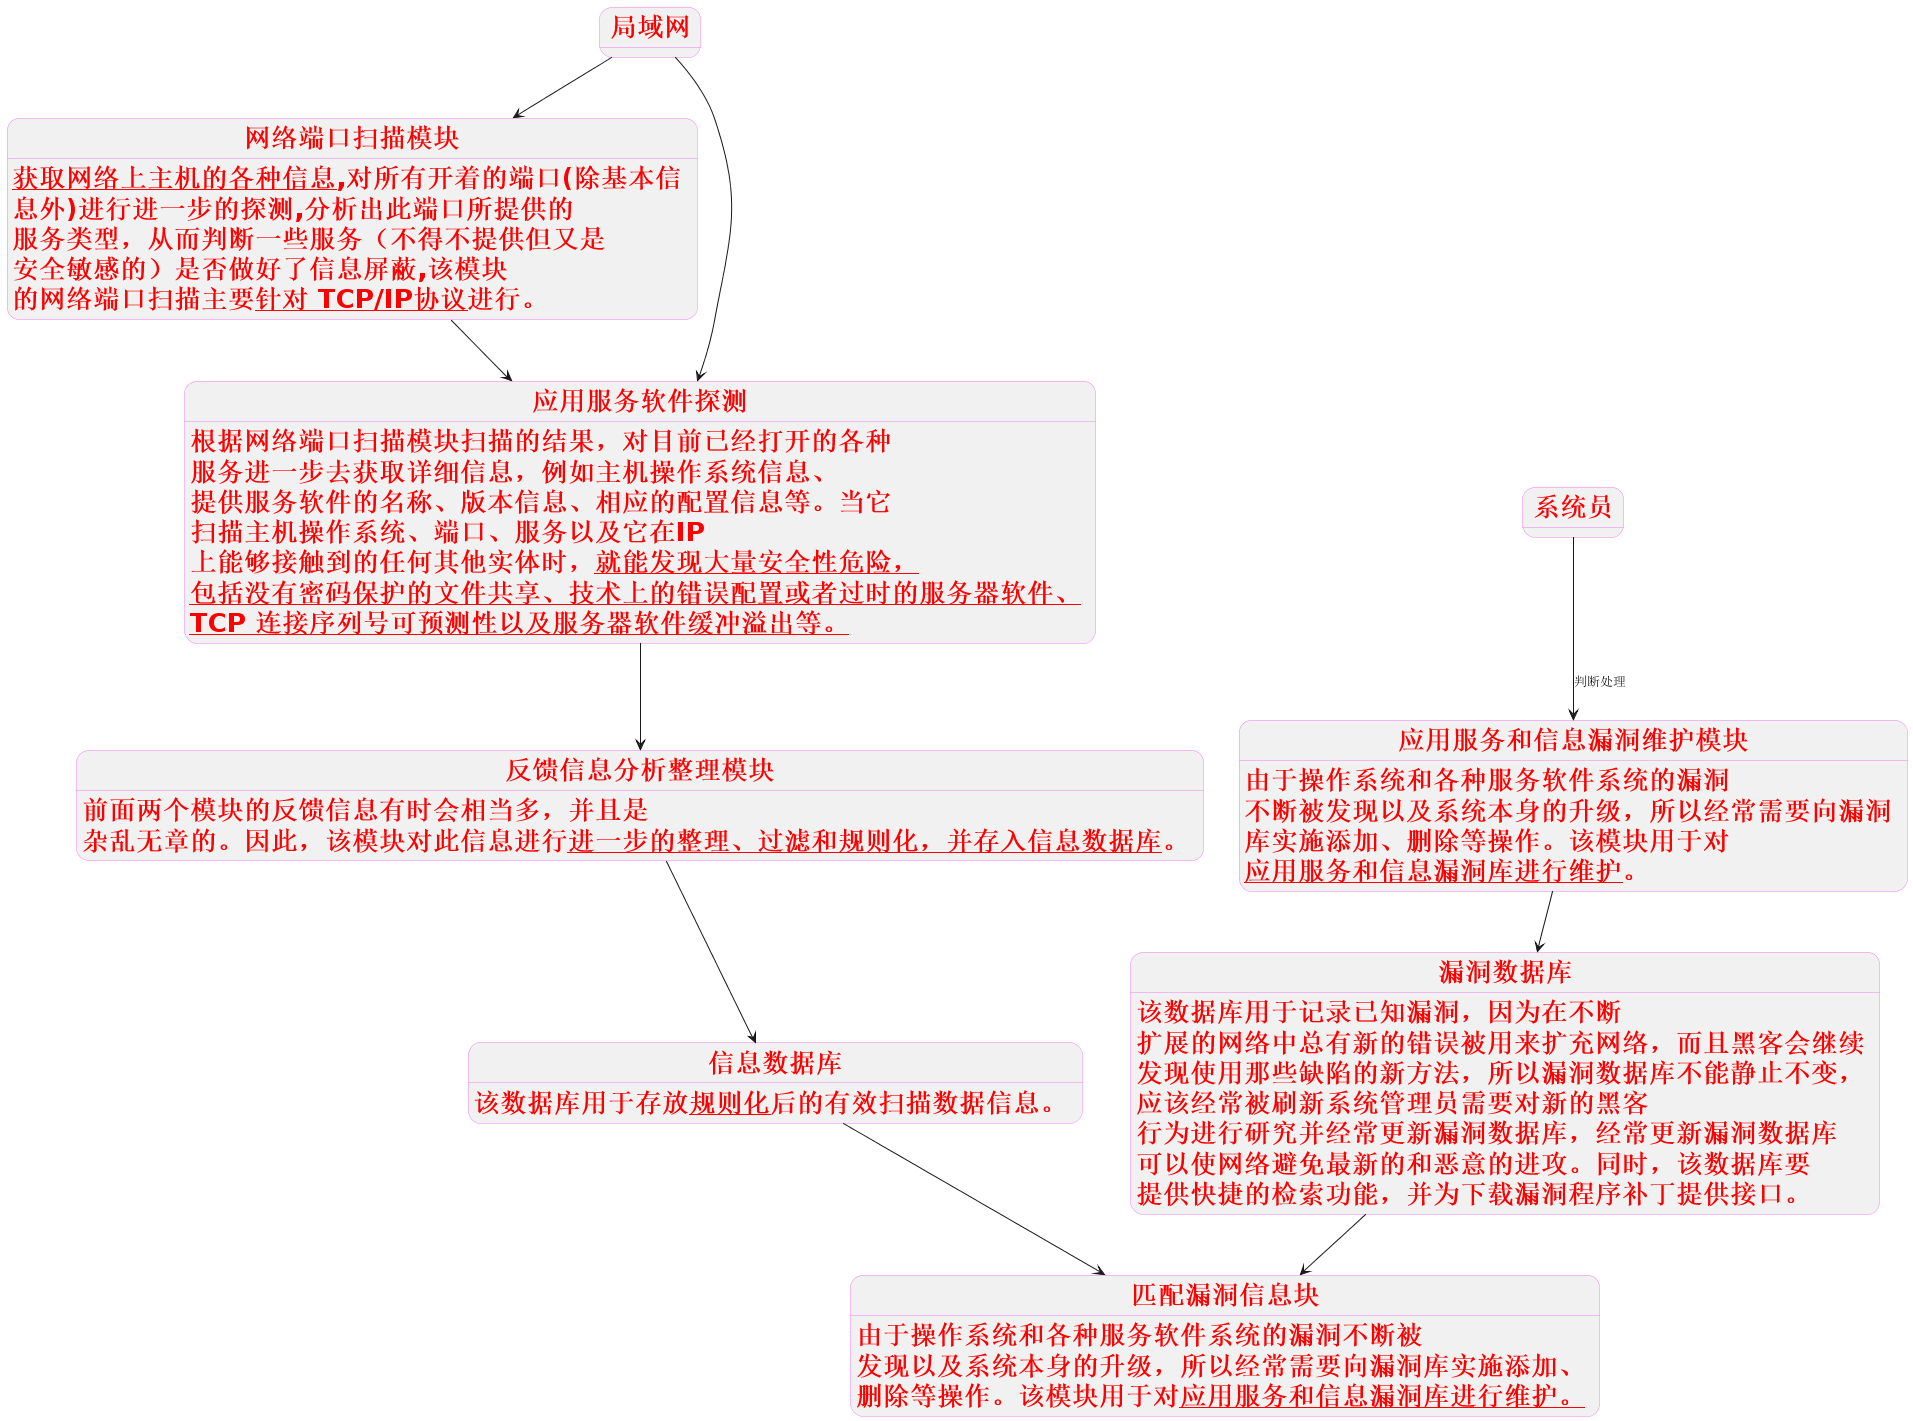 局域网
网络端口扫描模块
获取网络上主机的各种信息,对所有开着的端口(除基本信
息外)进行进一步的探测,分析出此端口所提供的
服务类型，从而判断一些服务（不得不提供但又是
安全敏感的）是否做好了信息屏蔽,该模块
的网络端口扫描主要针对 TCP/IP协议进行。
应用服务软件探测
根据网络端口扫描模块扫描的结果，对目前已经打开的各种
服务进一步去获取详细信息，例如主机操作系统信息、
提供服务软件的名称、版本信息、相应的配置信息等。当它
扫描主机操作系统、端口、服务以及它在IP
上能够接触到的任何其他实体时，就能发现大量安全性危险，
包括没有密码保护的文件共享、技术上的错误配置或者过时的服务器软件、
TCP 连接序列号可预测性以及服务器软件缓冲溢出等。
系统员
判断处理
反馈信息分析整理模块
前面两个模块的反馈信息有时会相当多，并且是
杂乱无章的。因此，该模块对此信息进行进一步的整理、过滤和规则化，并存入信息数据库。
应用服务和信息漏洞维护模块
由于操作系统和各种服务软件系统的漏洞
不断被发现以及系统本身的升级，所以经常需要向漏洞
库实施添加、删除等操作。该模块用于对
应用服务和信息漏洞库进行维护。
信息数据库
该数据库用于存放规则化后的有效扫描数据信息。
漏洞数据库
该数据库用于记录已知漏洞，因为在不断
扩展的网络中总有新的错误被用来扩充网络，而且黑客会继续
发现使用那些缺陷的新方法，所以漏洞数据库不能静止不变，
应该经常被刷新系统管理员需要对新的黑客
行为进行研究并经常更新漏洞数据库，经常更新漏洞数据库
可以使网络避免最新的和恶意的进攻。同时，该数据库要
提供快捷的检索功能，并为下载漏洞程序补丁提供接口。
匹配漏洞信息块
由于操作系统和各种服务软件系统的漏洞不断被
发现以及系统本身的升级，所以经常需要向漏洞库实施添加、
删除等操作。该模块用于对应用服务和信息漏洞库进行维护。